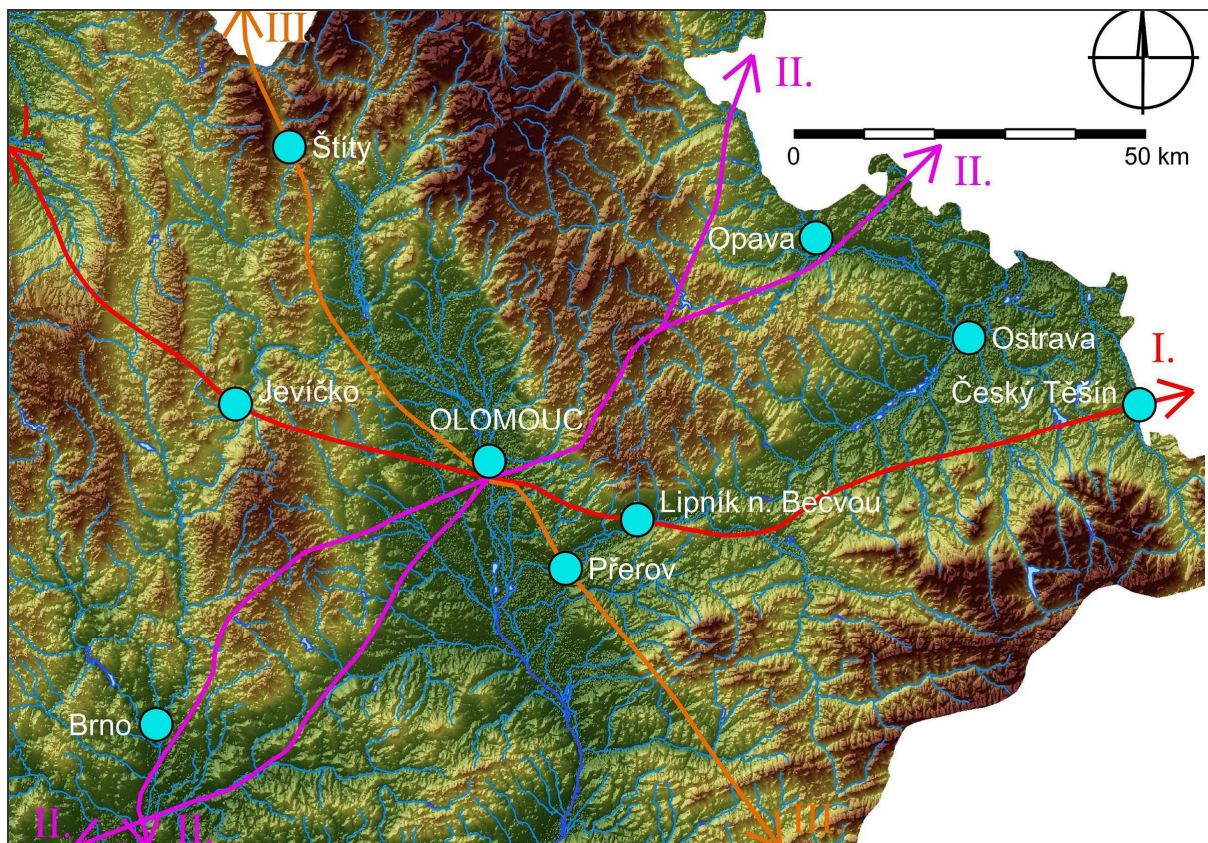 III.
II.
I.
Štíty
0
50 km
II.
Opava
Ostrava
I.
Jevíčko
Český Těšín
OLOMOUC
Lipník n. Bečvou
Přerov
Brno
II.
II.
III.